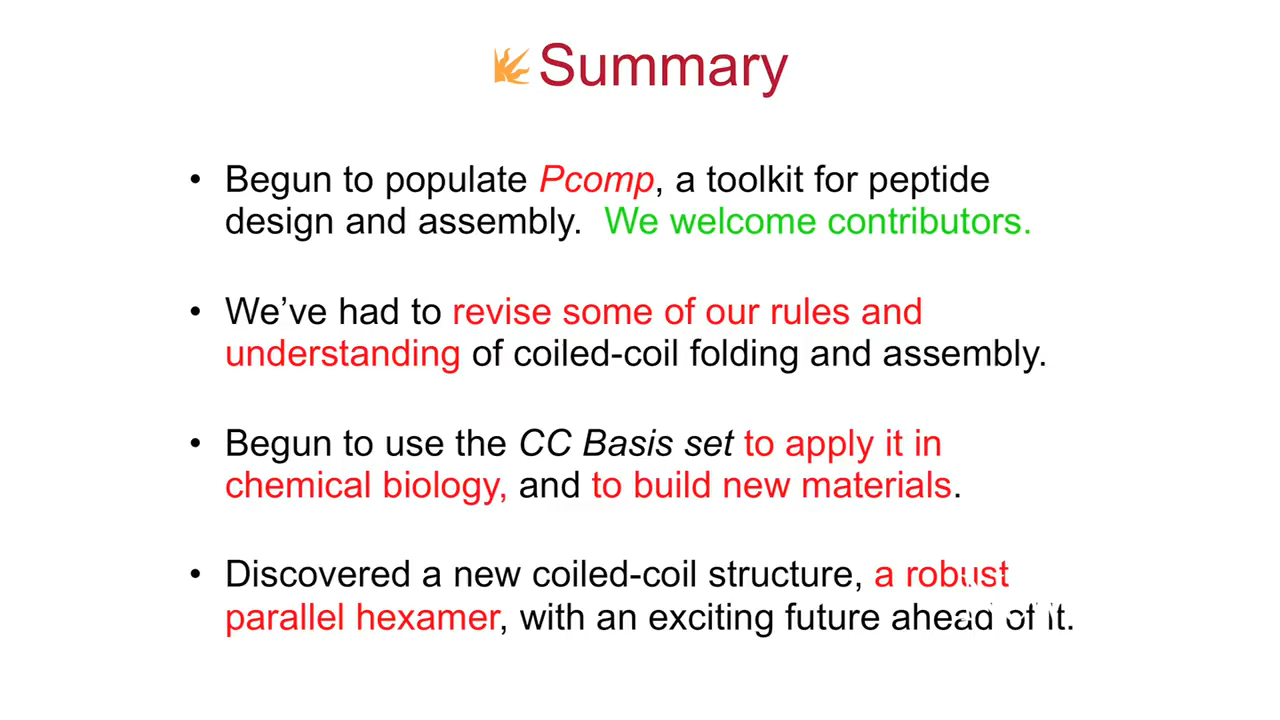 Summary
• Begun to populate Pcomp, a toolkit for peptide
design and assembly.  We welcome contributors.
• We’ve had to revise some of our rules and
understanding of coiled-coil folding and assembly.
• Begun to use the CC Basis set to apply it in
chemical biology, and to build new materials.
• Discovered a new coiled-coil structure, a robust
parallel hexamer, with an exciting future ahead of it.